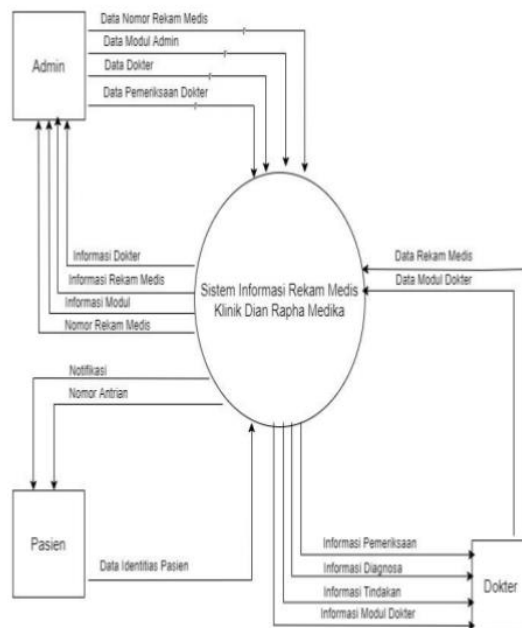 Data Nomor Rekam Medis
Data Modul Admin
Admin
Data Dokter
Data Pemeriksaan Dokter
Informasi Dokter
Informasi Rekam Medis
Informasi Modul
Nomor Rekam Medis
Sistem Informasi Rekam Medis
Klinik Dian Rapha Medika
Data Rekam Medis
Data Modul Dokter
Notifikasi
Nomor Antrian
Pasien
Data Identitias Pasien
Informasi Pemeriksaan
Informasi Diagnosa
Informasi Tindakan
Informasi Modul Dokter
Dokter